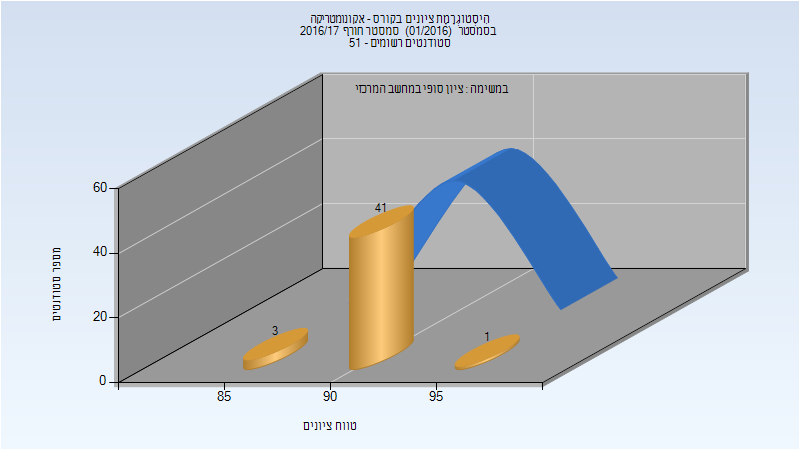 היסטוגרמת ציונים בקורס - אקונומטריקה
בסמסטר (01/2016) סמסטר חורף 2016/17
סטודנטים רשומים - 51
במשימה : ציון סופי במחשב המרכזי
מספר סטודנטים
60
40
20
0
3
41
1
85
90
95
טווח ציונים